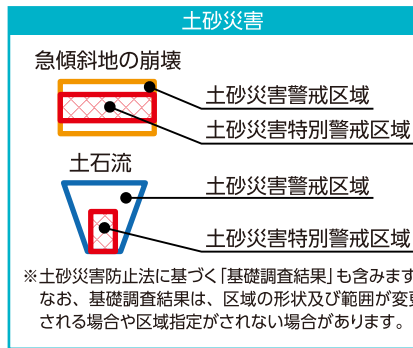 土砂災害
急傾斜地の崩壊
土砂災害警戒区域
土砂災害特別警戒区域
土石流
土砂災害警戒区域
土砂災害特別警戒区域
※土砂災害防止法に基づく「基礎調査結果」も含みます
なお、基礎調査結果は、区域の形状及び範囲が変更
される場合や区域指定がされない場合があります。